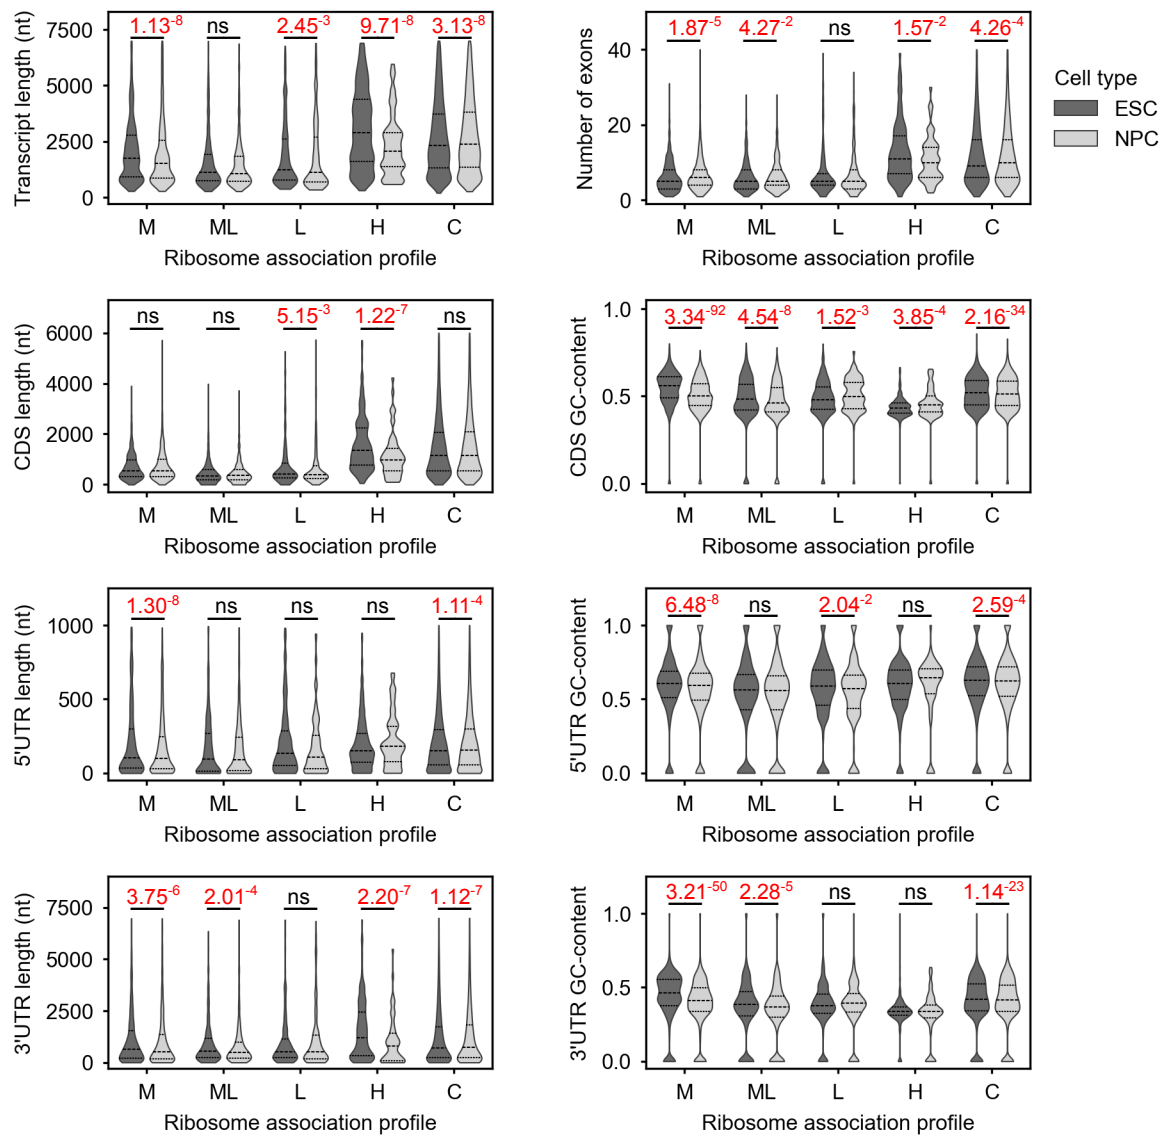 Transcript length (nt)
7500
5000
2500
0
1.13-8
ns
2.45-3
9.71-8
3.13-8
M ML L H C
Ribosome association profile
Number of exons
40
20
0
1.87-5
4.27-2
ns
1.57-2
4.26-4
M ML L H C
Ribosome association profile
Cell type
ESC
NPC
CDS length (nt)
6000
4000
2000
0
ns
ns
5.15-3
1.22-7
ns
M ML L H C
Ribosome association profile
CDS GC-content
1.0
0.5
0.0
3.34-92
4.54-8
1.52-3
3.85-4
2.16-34
M ML L H C
Ribosome association profile
5'UTR length (nt)
1000
500
0
1.30-8
ns
ns
ns
1.11-4
M ML L H C
Ribosome association profile
5'UTR GC-content
1.0
0.5
0.0
6.48-8
ns
2.04-2
ns
2.59-4
M ML L H C
Ribosome association profile
3'UTR length (nt)
7500
5000
2500
0
3.75-6
2.01-4
ns
2.20-7
1.12-7
M ML L H C
Ribosome association profile
3'UTR GC-content
1.0
0.5
0.0
3.21-50
2.28-5
ns
ns
1.14-23
M ML L H C
Ribosome association profile